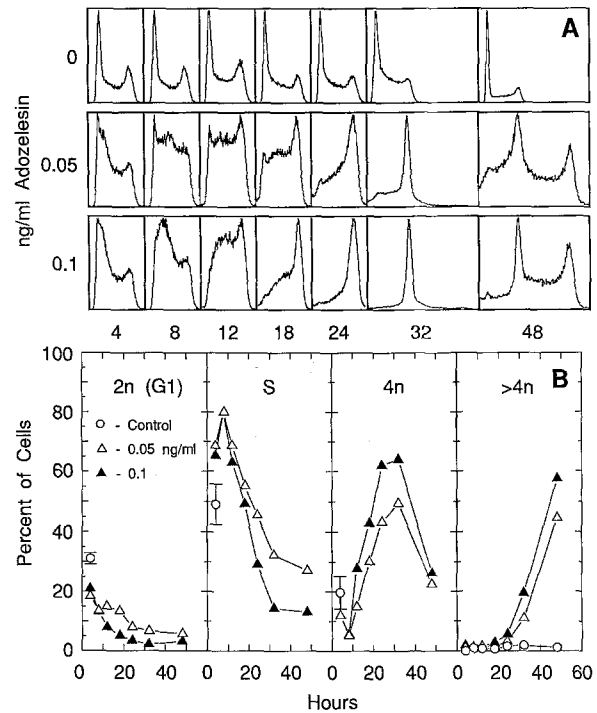 A
0
0.05
0.1
ng/ml Adozelesin
4 8 12 18 24 32 48
B
2n (G1) S 4n >4n
○ - Control
△ - 0.05 ng/ml
▲ - 0.1
100
80
60
40
20
0
Percent of Cells
0 20 40 0 20 40 0 20 40 0 20 40 60
Hours